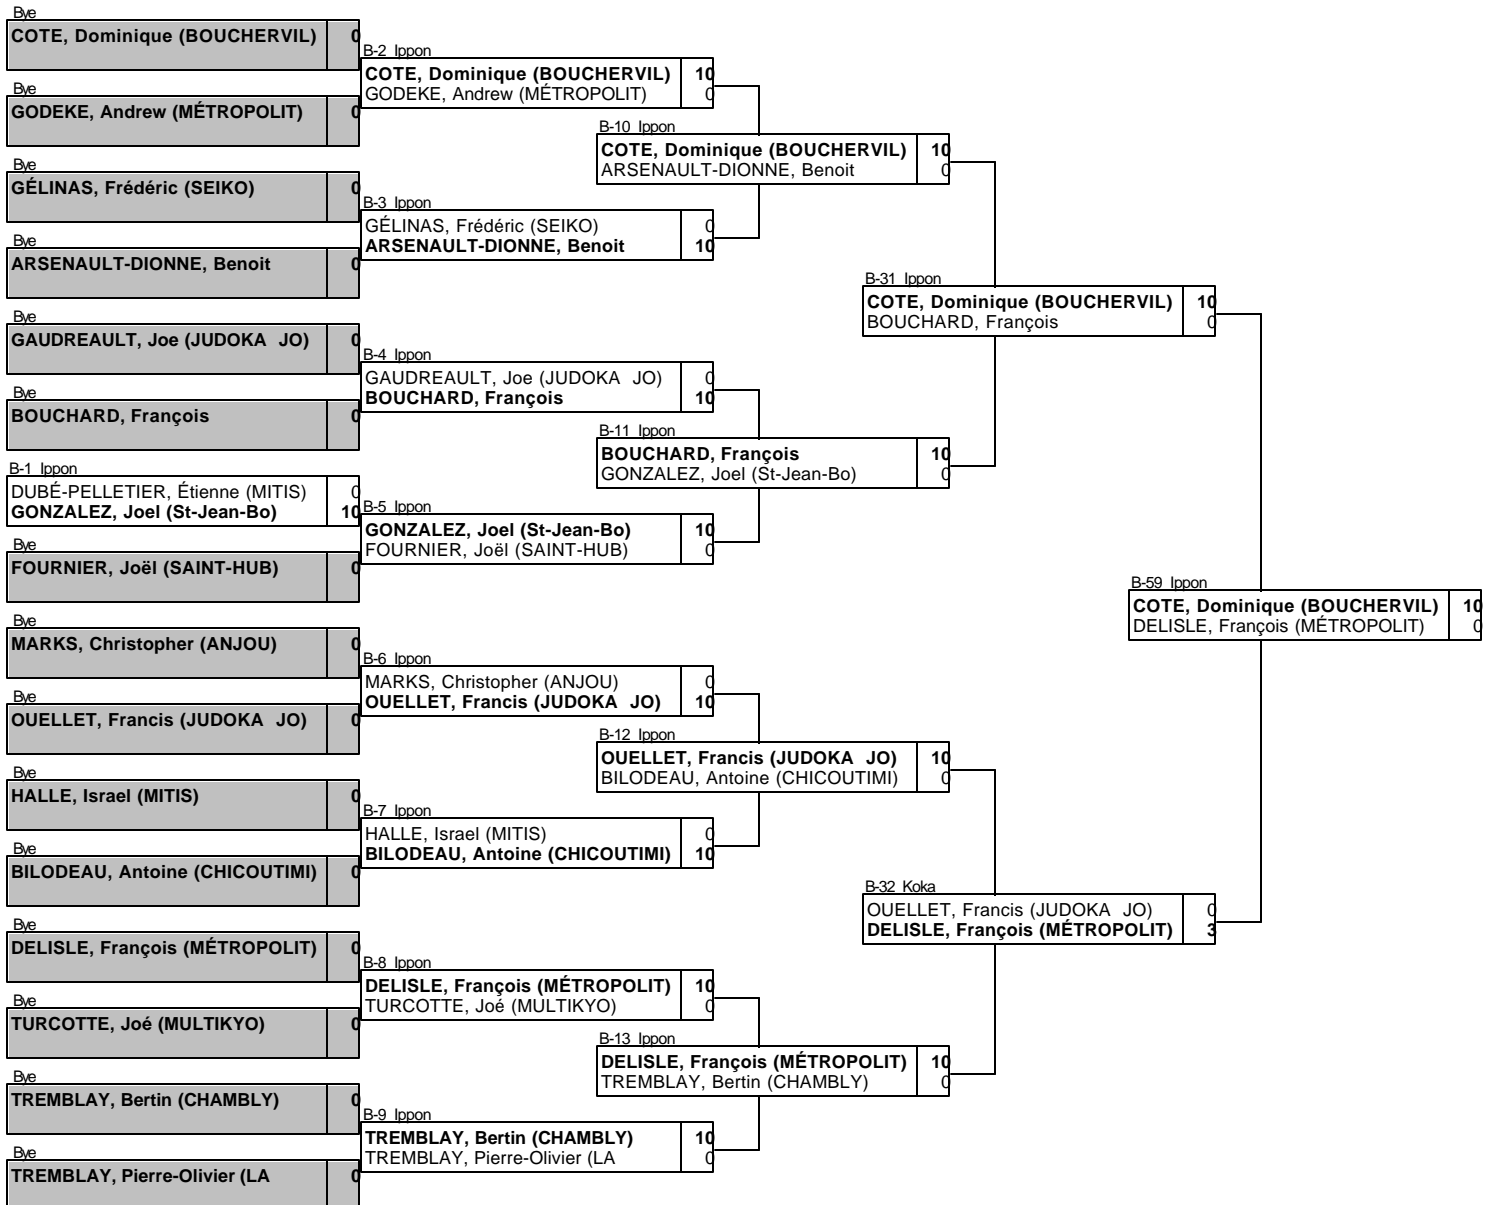 Bye
COTE, Dominique (BOUCHERVIL) 0
Bye
GODEKE, Andrew (MÉTROPOLIT) 0
Bye
GÉLINAS, Frédéric (SEIKO) 0
Bye
ARSENAULT-DIONNE, Benoit 0
Bye
GAUDREAULT, Joe (JUDOKA JO) 0
Bye
BOUCHARD, François 0
B-1 Ippon
DUBÉ-PELLETIER, Étienne (MITIS) 0
GONZALEZ, Joel (St-Jean-Bo) 10
Bye
FOURNIER, Joël (SAINT-HUB) 0
Bye
MARKS, Christopher (ANJOU) 0
Bye
OUELLET, Francis (JUDOKA JO) 0
Bye
HALLE, Israel (MITIS) 0
Bye
BILODEAU, Antoine (CHICOUTIMI) 0
Bye
DELISLE, François (MÉTROPOLIT) 0
Bye
TURCOTTE, Joé (MULTIKYO) 0
Bye
TREMBLAY, Bertin (CHAMBLY) 0
Bye
TREMBLAY, Pierre-Olivier (LA 0
B-2 Ippon
COTE, Dominique (BOUCHERVIL) 10
GODEKE, Andrew (MÉTROPOLIT) 0
B-3 Ippon
GÉLINAS, Frédéric (SEIKO) 0
ARSENAULT-DIONNE, Benoit 10
B-4 Ippon
GAUDREAULT, Joe (JUDOKA JO) 0
BOUCHARD, François 10
B-5 Ippon
GONZALEZ, Joel (St-Jean-Bo) 10
FOURNIER, Joël (SAINT-HUB) 0
B-6 Ippon
MARKS, Christopher (ANJOU) 0
OUELLET, Francis (JUDOKA JO) 10
B-7 Ippon
HALLE, Israel (MITIS) 0
BILODEAU, Antoine (CHICOUTIMI) 10
B-8 Ippon
DELISLE, François (MÉTROPOLIT) 10
TURCOTTE, Joé (MULTIKYO) 0
B-9 Ippon
TREMBLAY, Bertin (CHAMBLY) 10
TREMBLAY, Pierre-Olivier (LA 0
B-10 Ippon
COTE, Dominique (BOUCHERVIL) 10
ARSENAULT-DIONNE, Benoit 0
B-11 Ippon
BOUCHARD, François 10
GONZALEZ, Joel (St-Jean-Bo) 0
B-12 Ippon
OUELLET, Francis (JUDOKA JO) 10
BILODEAU, Antoine (CHICOUTIMI) 0
B-13 Ippon
DELISLE, François (MÉTROPOLIT) 10
TREMBLAY, Bertin (CHAMBLY) 0
B-31 Ippon
COTE, Dominique (BOUCHERVIL) 10
BOUCHARD, François 0
B-32 Koka
OUELLET, Francis (JUDOKA JO) 0
DELISLE, François (MÉTROPOLIT) 3
B-59 Ippon
COTE, Dominique (BOUCHERVIL) 10
DELISLE, François (MÉTROPOLIT) 0